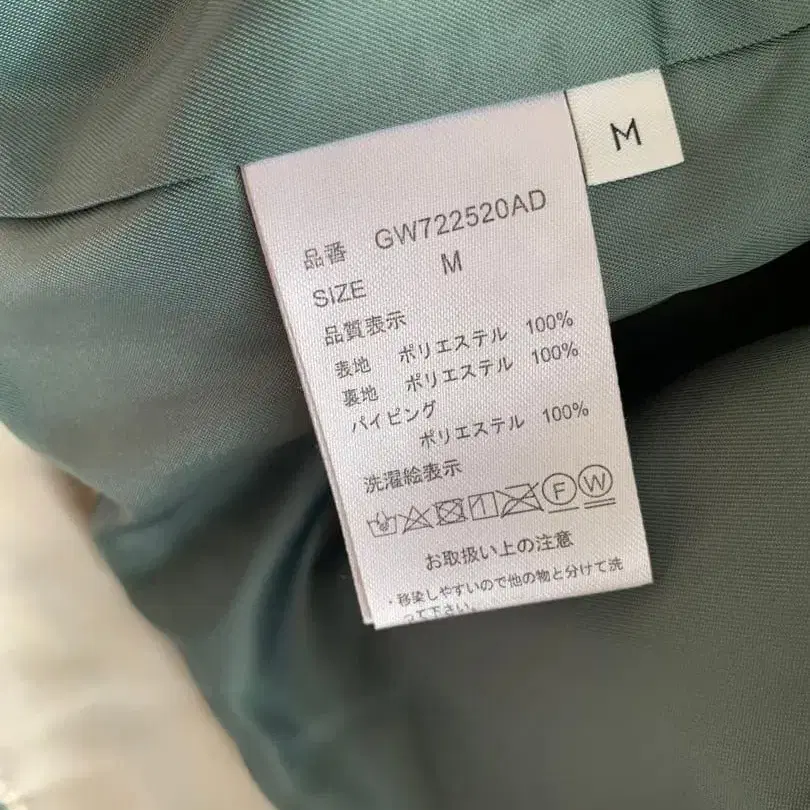 M
品番 GW722520AD
SIZE M
品質表示
表地 ポリエステル 100%
裏地 ポリエステル 100%
パイピング
ポリエステル 100%
洗濯絵表示
F W
お取扱い上の注意
・移染しやすいので他の物と分けて洗
って下さい。